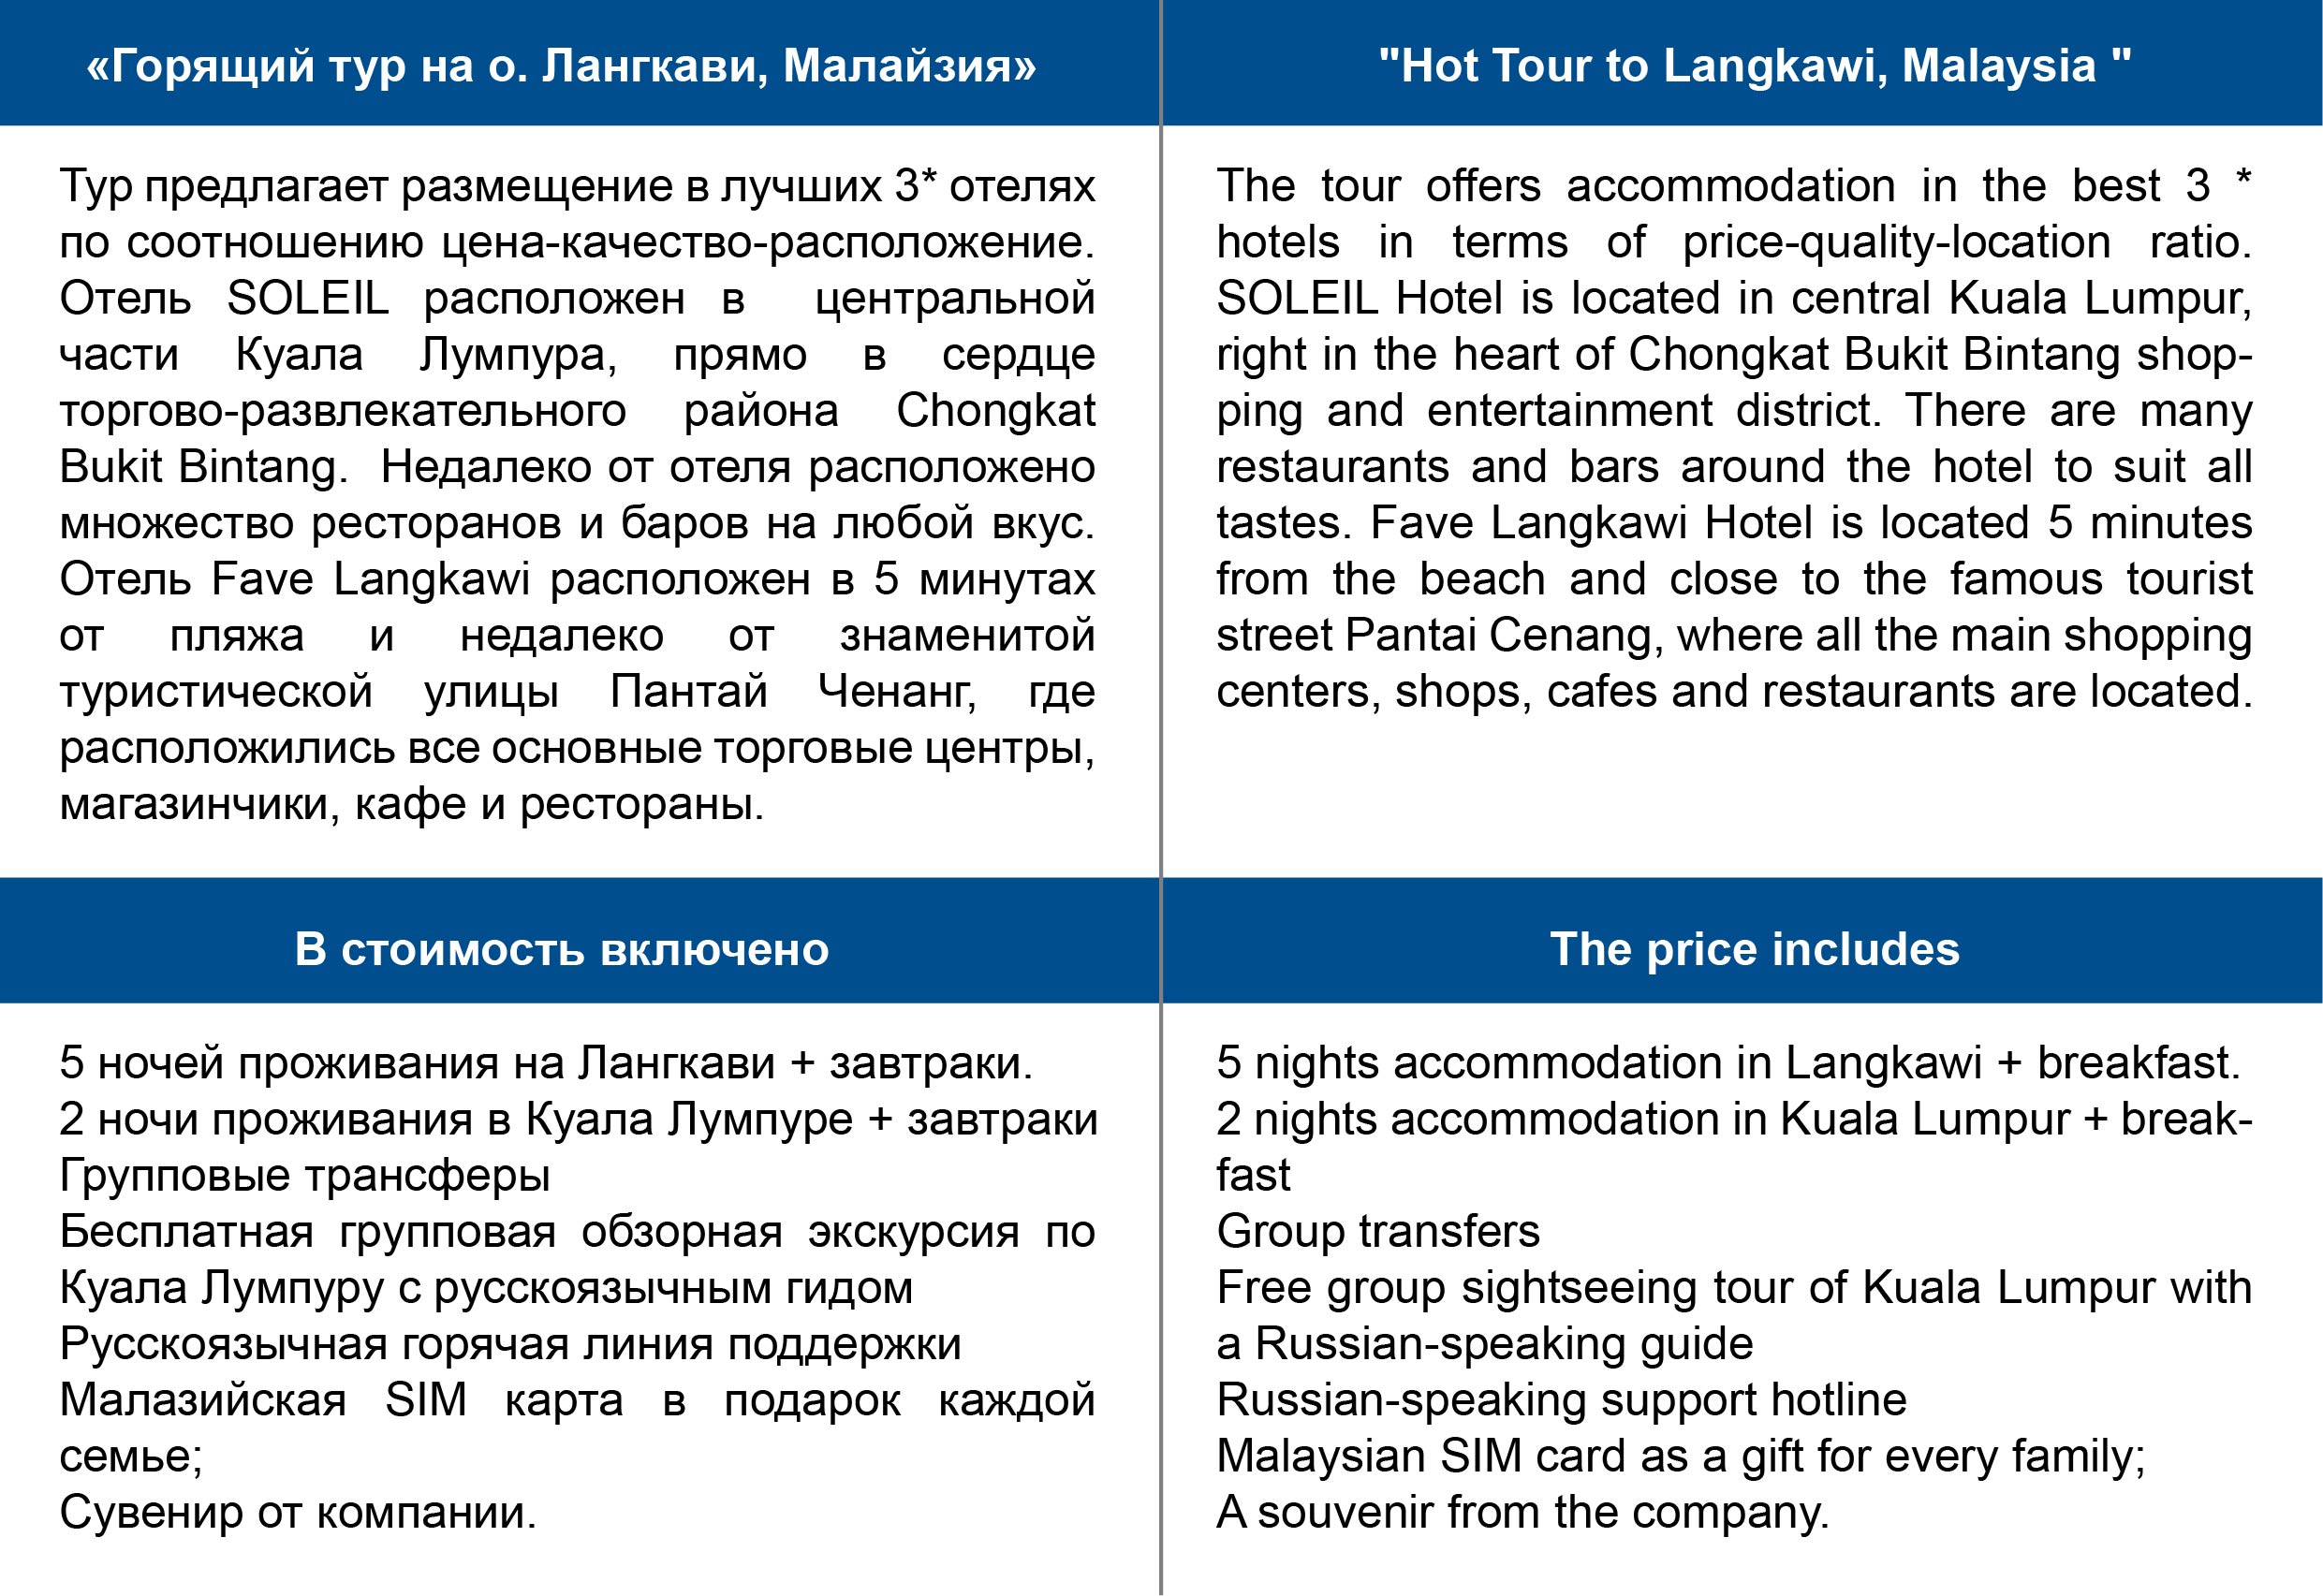 «Горящий тур на о. Лангкави, Малайзия»
Тур предлагает размещение в лучших 3* отелях
по соотношению цена-качество-расположение.
Отель SOLEIL расположен в центральной
части Куала Лумпура, прямо в сердце
торгово-развлекательного района Chongkat
Bukit Bintang. Недалеко от отеля расположено
множество ресторанов и баров на любой вкус.
Отель Fave Langkawi расположен в 5 минутах
от пляжа и недалеко от знаменитой
туристической улицы Пантай Ченанг, где
расположились все основные торговые центры,
магазинчики, кафе и рестораны.
"Hot Tour to Langkawi, Malaysia "
The tour offers accommodation in the best 3 *
hotels in terms of price-quality-location ratio.
SOLEIL Hotel is located in central Kuala Lumpur,
right in the heart of Chongkat Bukit Bintang shop-
ping and entertainment district. There are many
restaurants and bars around the hotel to suit all
tastes. Fave Langkawi Hotel is located 5 minutes
from the beach and close to the famous tourist
street Pantai Cenang, where all the main shopping
centers, shops, cafes and restaurants are located.
В стоимость включено
5 ночей проживания на Лангкави + завтраки.
2 ночи проживания в Куала Лумпуре + завтраки
Групповые трансферы
Бесплатная групповая обзорная экскурсия по
Куала Лумпуру с русскоязычным гидом
Русскоязычная горячая линия поддержки
Малазийская SIM карта в подарок каждой
семье;
Сувенир от компании.
The price includes
5 nights accommodation in Langkawi + breakfast.
2 nights accommodation in Kuala Lumpur + break-
fast
Group transfers
Free group sightseeing tour of Kuala Lumpur with
a Russian-speaking guide
Russian-speaking support hotline
Malaysian SIM card as a gift for every family;
A souvenir from the company.